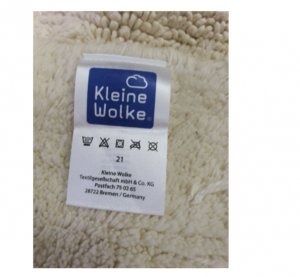 Kleine
Wolke®
21
Kleine Wolke
Textilgesellschaft mbH & Co. KG
Postfach 75 02 65
28722 Bremen / Germany